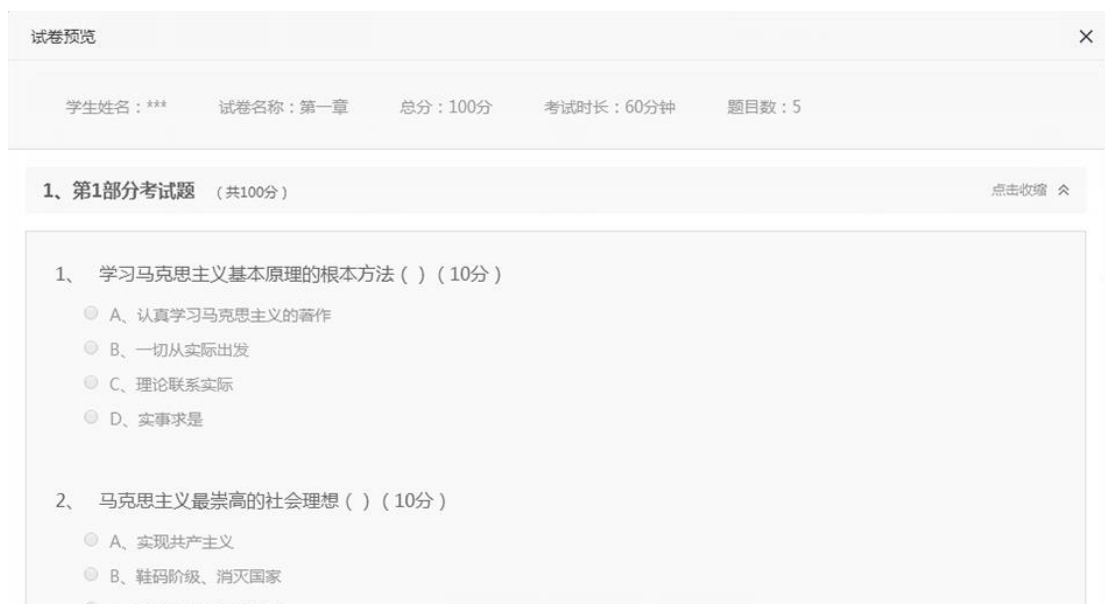 试卷预览 ×
学生姓名：*** 试卷名称：第一章 总分：100分 考试时长：60分钟 题目数：5
1、第1部分考试题 （共100分） 点击收缩
1、 学习马克思主义基本原理的根本方法（ ）（10分）
A、认真学习马克思主义的著作
B、一切从实际出发
C、理论联系实际
D、实事求是
2、 马克思主义最崇高的社会理想（ ）（10分）
A、实现共产主义
B、鞋码阶级、消灭国家